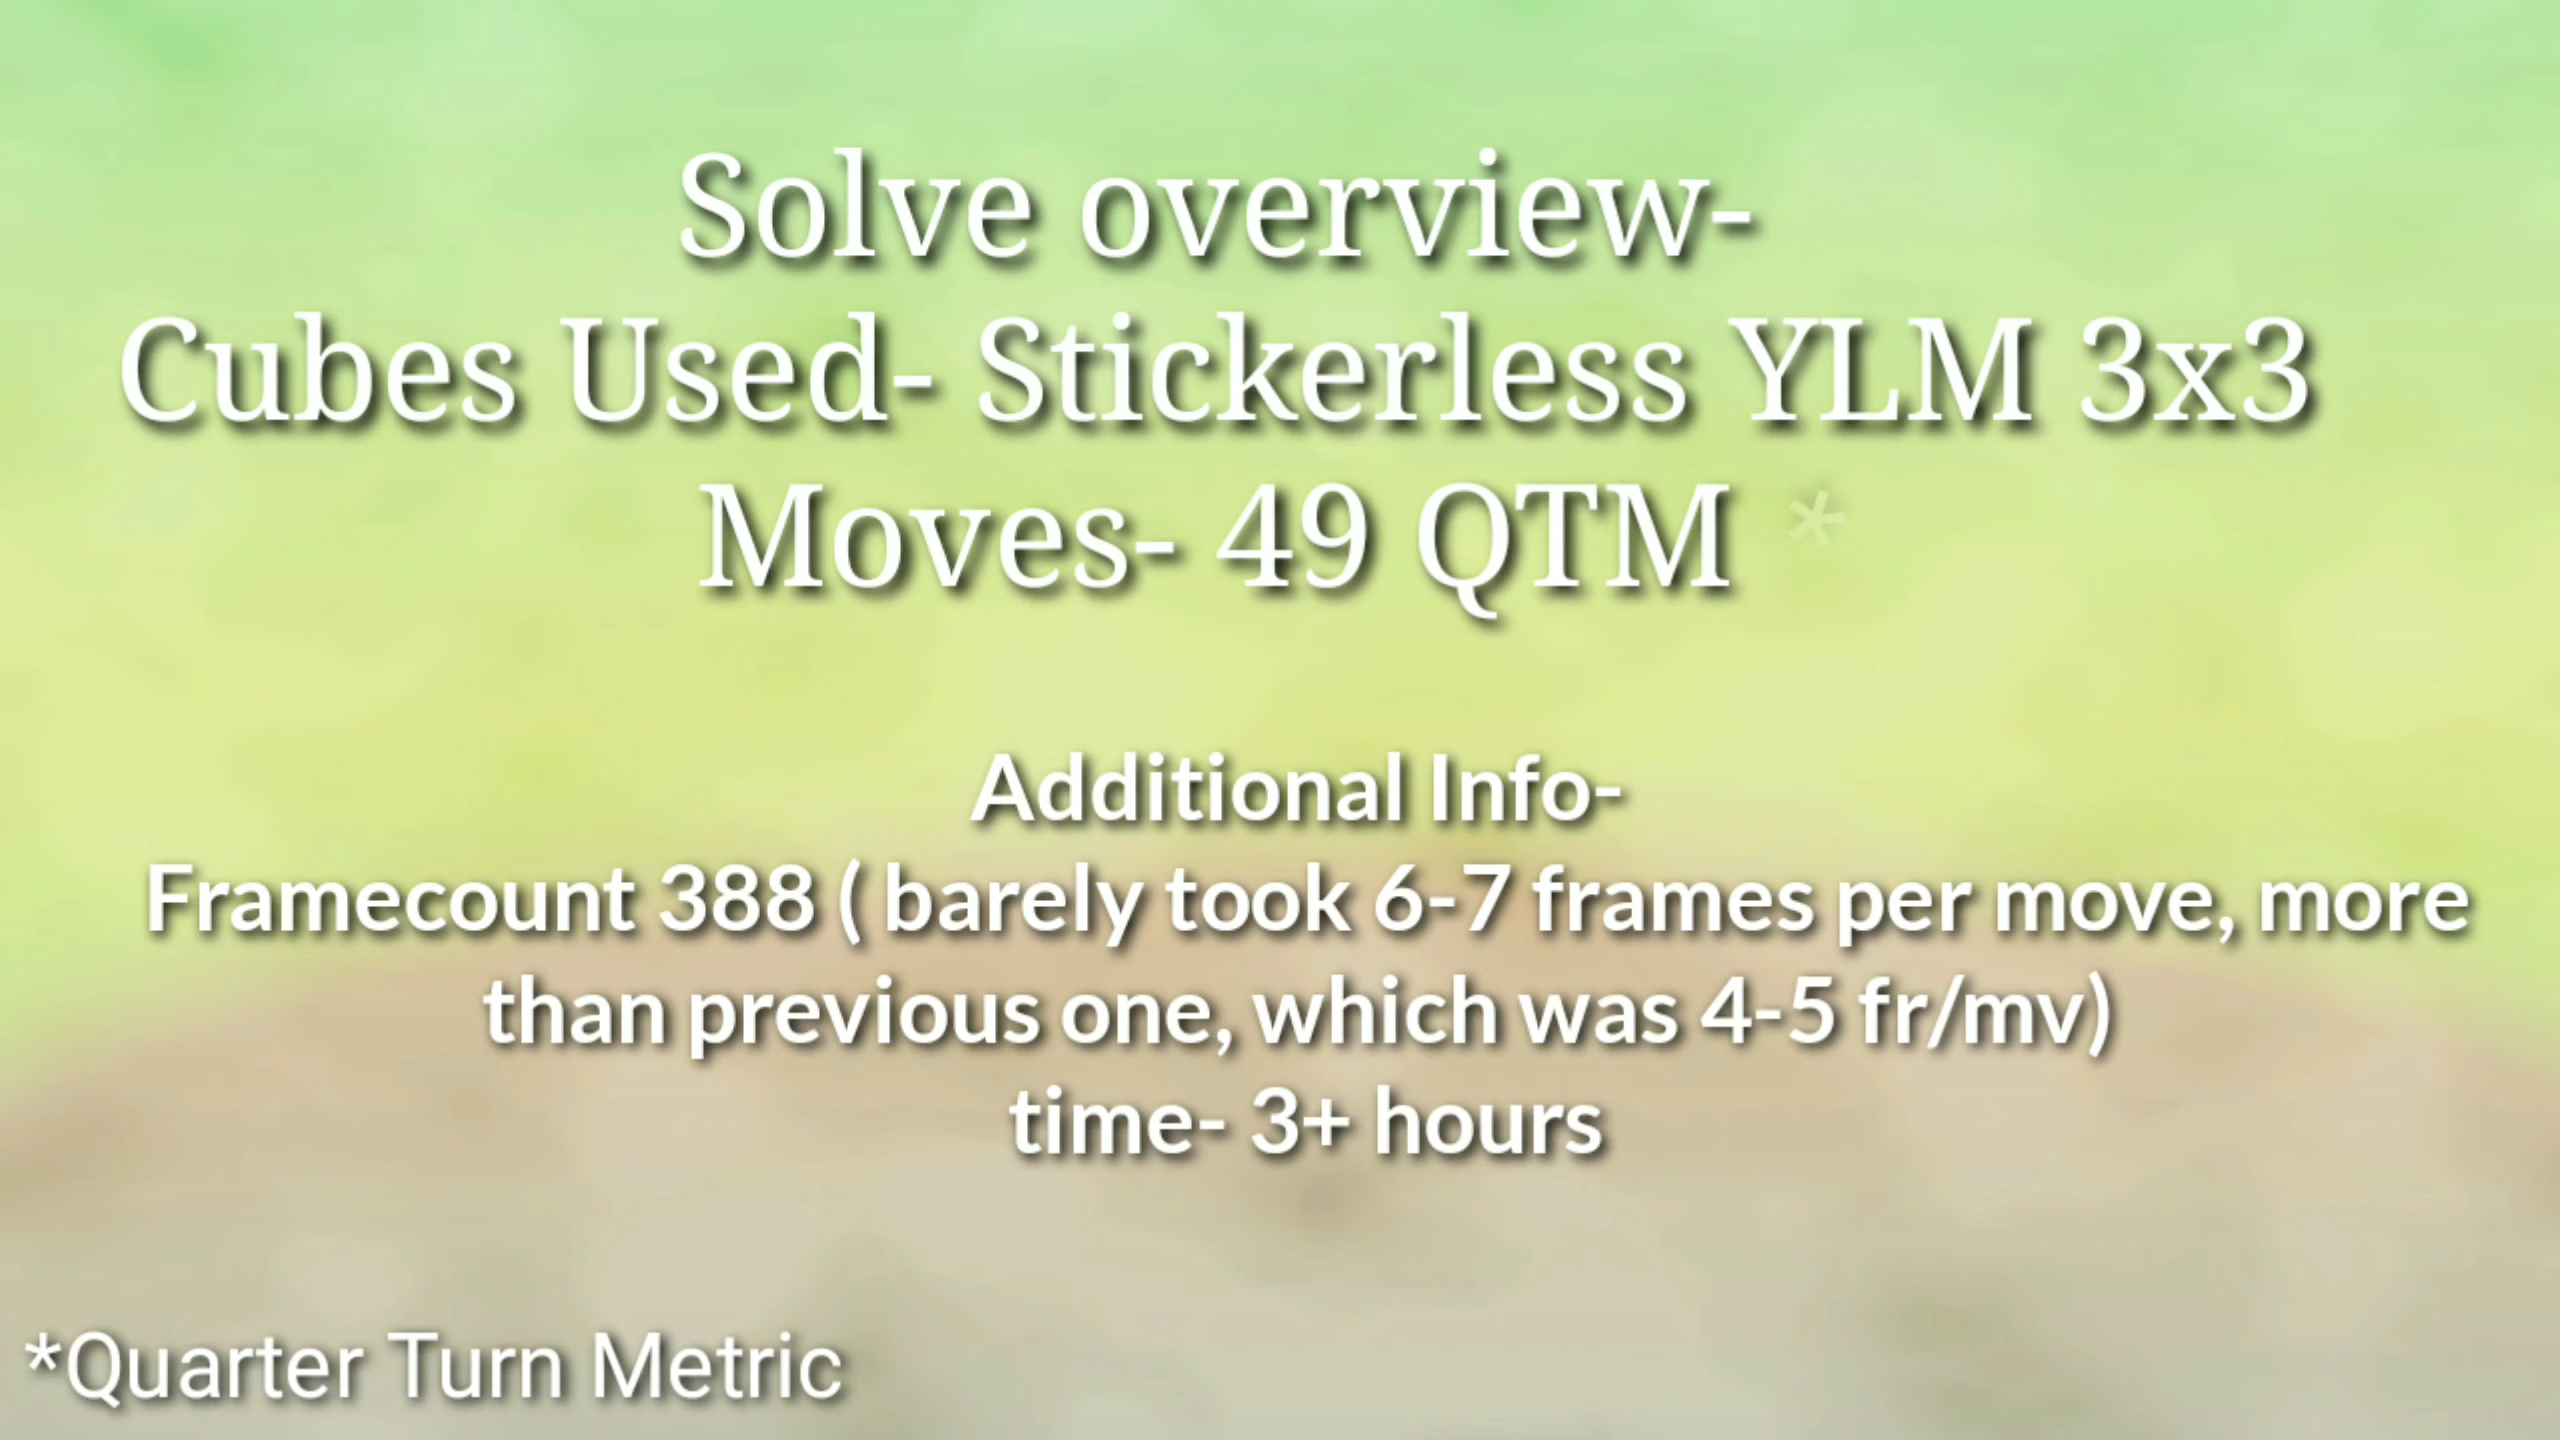 Solve overview-
Cubes Used- Stickerless YLM 3x3
Moves- 49 QTM *
Additional Info-
Framecount 388 ( barely took 6-7 frames per move, more
than previous one, which was 4-5 fr/mv)
time- 3+ hours
*Quarter Turn Metric